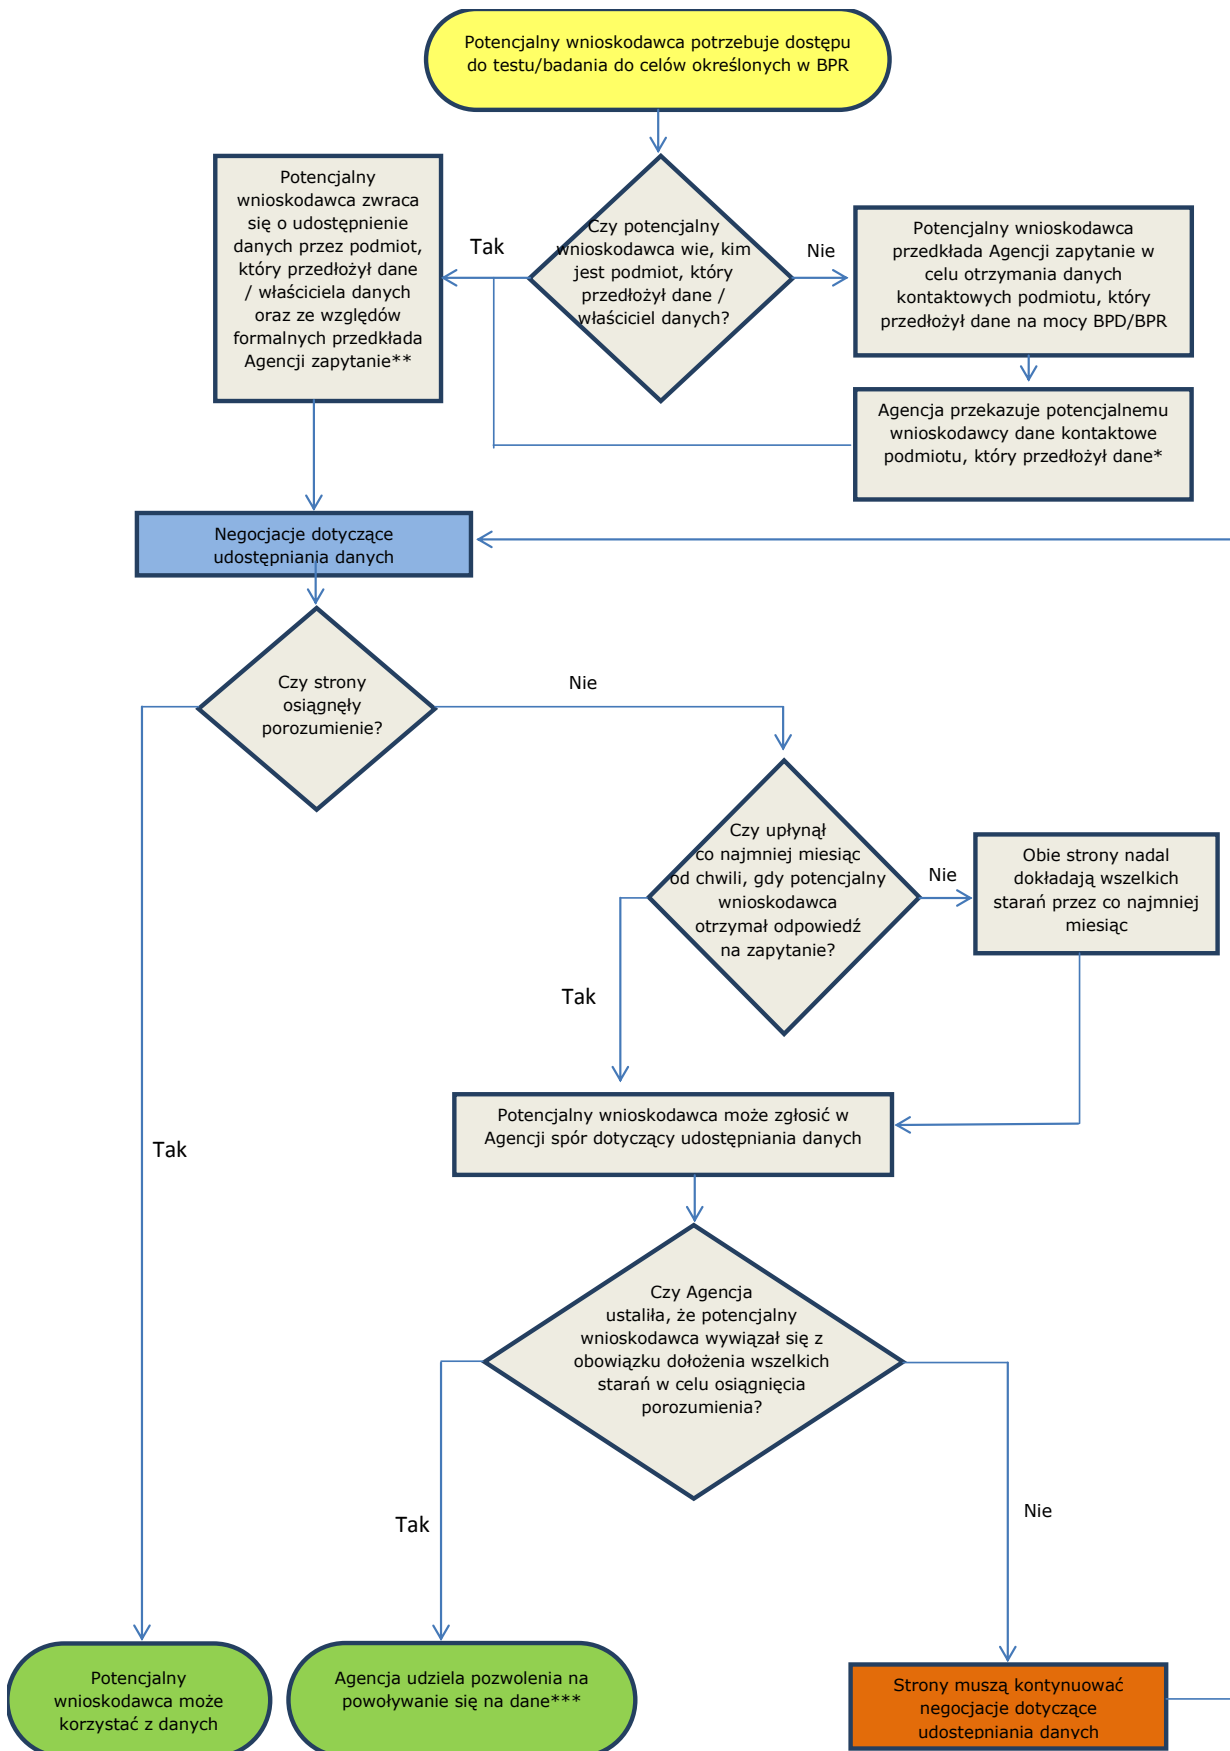 Potencjalny wnioskodawca potrzebuje dostępu
do testu/badania do celów określonych w BPR
Potencjalny
wnioskodawca zwraca
się o udostępnienie
danych przez podmiot,
który przedłożył dane
/ właściciela danych
oraz ze względów
formalnych przedkłada
Agencji zapytanie**
Tak
Czy potencjalny
wnioskodawca wie, kim
jest podmiot, który
przedłożył dane /
właściciel danych?
Nie
Potencjalny wnioskodawca
przedkłada Agencji zapytanie w
celu otrzymania danych
kontaktowych podmiotu, który
przedłożył dane na mocy BPD/BPR
Agencja przekazuje potencjalnemu
wnioskodawcy dane kontaktowe
podmiotu, który przedłożył dane*
Negocjacje dotyczące
udostępniania danych
Czy strony
osiągnęły
porozumienie?
Nie
Czy upłynął
co najmniej miesiąc
od chwili, gdy potencjalny
wnioskodawca
otrzymał odpowiedź
na zapytanie?
Nie
Obie strony nadal
dokładają wszelkich
starań przez co najmniej
miesiąc
Tak
Potencjalny wnioskodawca może zgłosić w
Agencji spór dotyczący udostępniania danych
Tak
Czy Agencja
ustaliła, że potencjalny
wnioskodawca wywiązał się z
obowiązku dołożenia wszelkich
starań w celu osiągnięcia
porozumienia?
Tak
Nie
Potencjalny
wnioskodawca może
korzystać z danych
Agencja udziela pozwolenia na
powoływanie się na dane***
Strony muszą kontynuować
negocjacje dotyczące
udostępniania danych